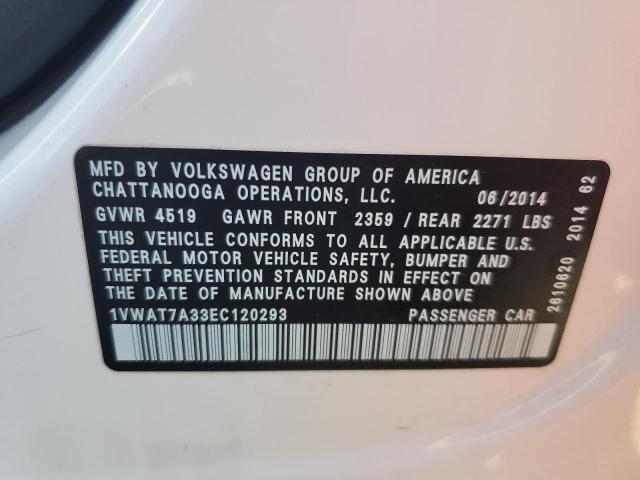 MFD BY VOLKSWAGEN GROUP OF AMERICA
CHATTANOOGA OPERATIONS, LLC. 06/2014
GVWR 4519 GAWR FRONT 2359 / REAR 2271 LBS
THIS VEHICLE CONFORMS TO ALL APPLICABLE U.S.
FEDERAL MOTOR VEHICLE SAFETY, BUMPER AND
THEFT PREVENTION STANDARDS IN EFFECT ON
THE DATE OF MANUFACTURE SHOWN ABOVE
1VWAT7A33EC120293 PASSENGER CAR
2610620 2014 62